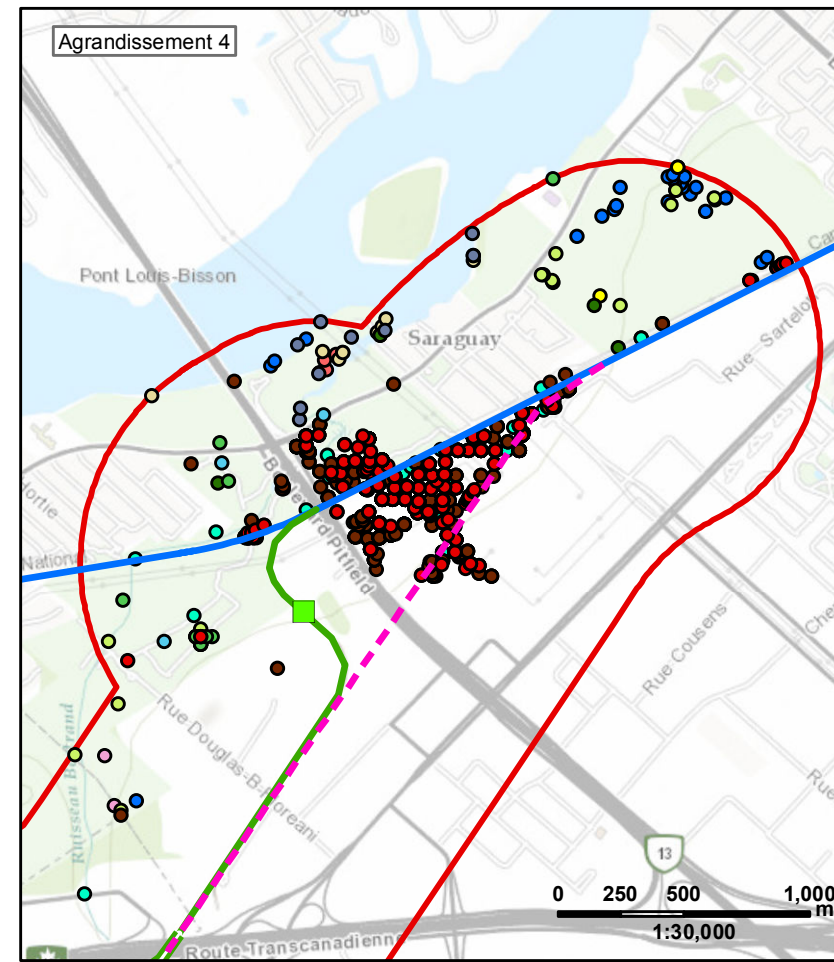 Agrandissement 4
Pont Louis-Bisson
Saraguay
Rue Sartelon
National
Boulevard Pitfield
Rue Cousens
Rue Douglas-B-Floreani
Ruisseau Bertrand
13
0 250 500 1,000
m
1:30,000
Route Transcanadienne